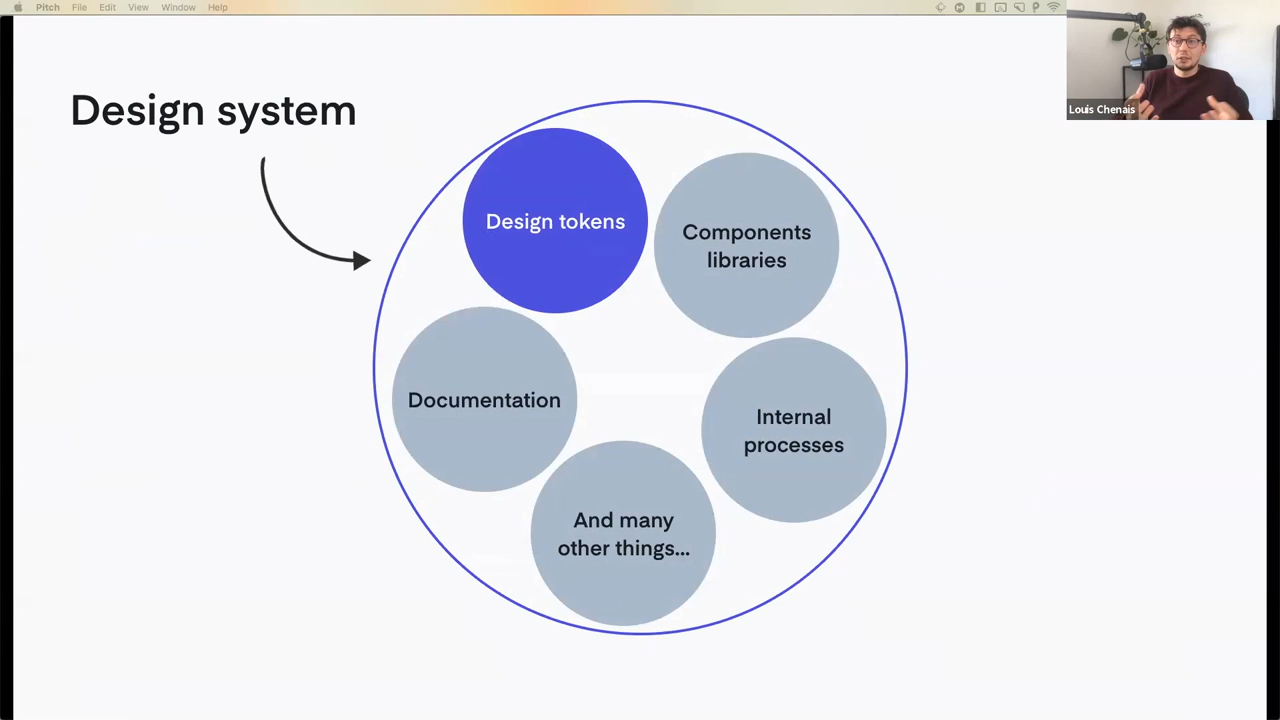 Pitch File Edit View Window Help
Louis Chenais
Design system
Design tokens
Components
libraries
Documentation
Internal
processes
And many
other things...